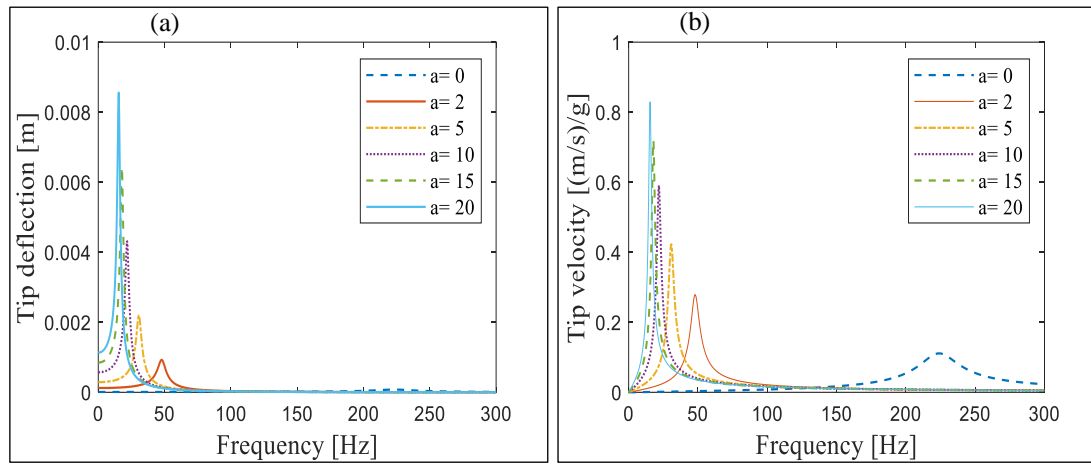 (a)
0.01
0.008
0.006
0.004
0.002
0
Tip deflection [m]
0 50 100 150 200 250 300
Frequency [Hz]
a= 0
a= 2
a= 5
a= 10
a= 15
a= 20
(b)
1
0.8
0.6
0.4
0.2
0
Tip velocity [(m/s)/g]
0 50 100 150 200 250 300
Frequency [Hz]
a= 0
a= 2
a= 5
a= 10
a= 15
a= 20